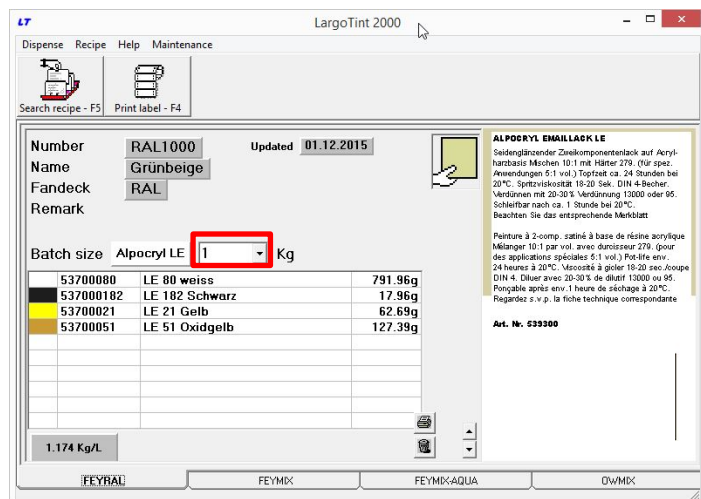 LT LargoTint 2000
Dispense Recipe Help Maintenance
Search recipe - F5 Print label - F4
Number RAL1000 Updated 01.12.2015
Name Grünbeige
Fandeck RAL
Remark
Batch size Alpocryl LE 1 Kg
53700080 LE 80 weiss 791.96g
537000182 LE 182 Schwarz 17.96g
53700021 LE 21 Gelb 62.69g
53700051 LE 51 Oxidgelb 127.39g
1.174 Kg/L
ALPOCRYL EMAILLACK LE
Seidenglänzender Zweikomponentenlack auf Acryl-
harzbasis Mischen 10:1 mit Härter 279. (für spez.
Anwendungen 5:1 vol.) Topfzeit ca. 24 Stunden bei
20°C. Spritzviskosität 18-20 Sek. DIN 4-Becher.
Verdünnen mit 20-30% Verdünnung 13000 oder 95.
Schleifbar nach ca. 1 Stunde bei 20°C.
Beachten Sie das entsprechende Merkblatt
Peinture à 2-comp. satiné à base de résine acrylique
Mélanger 10:1 par vol. avec durcisseur 279. (pour
des applications spéciales 5:1 vol.) Pot-life env.
24 heures à 20°C. Viscosité à gicler 18-20 sec./coupe
DIN 4. Diluer avec 20-30% de dilutif 13000 ou 95.
Ponçable après env.1 heure de séchage à 20°C.
Regardez s.v.p. la fiche technique correspondante
Art. Nr. 539300
FEYRAL FEYMIX FEYMIX-AQUA OWMIX